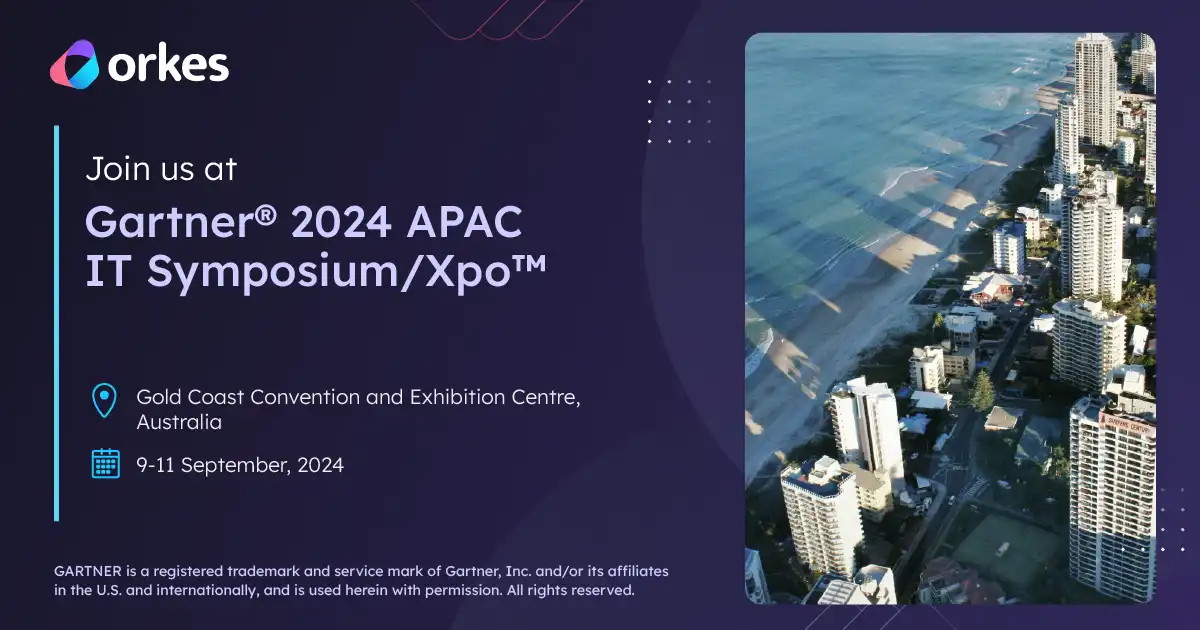 orkes
Join us at
Gartner® 2024 APAC
IT Symposium/Xpo™
Gold Coast Convention and Exhibition Centre,
Australia
9-11 September, 2024
GARTNER is a registered trademark and service mark of Gartner, Inc. and/or its affiliates
in the U.S. and internationally, and is used herein with permission. All rights reserved.
SURFERS CENTURY